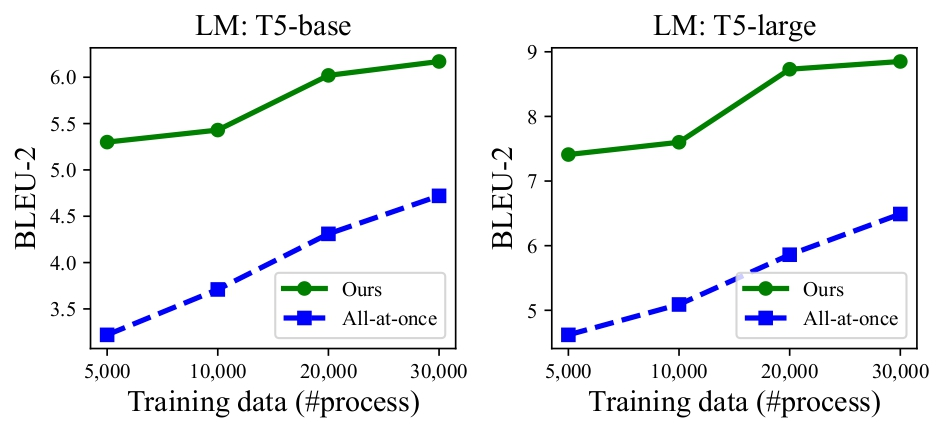 LM: T5-base
BLEU-2
6.0
5.5
5.0
4.5
4.0
3.5
Ours
All-at-once
5,000 10,000 20,000 30,000
Training data (#process)
LM: T5-large
BLEU-2
9
8
7
6
5
Ours
All-at-once
5,000 10,000 20,000 30,000
Training data (#process)